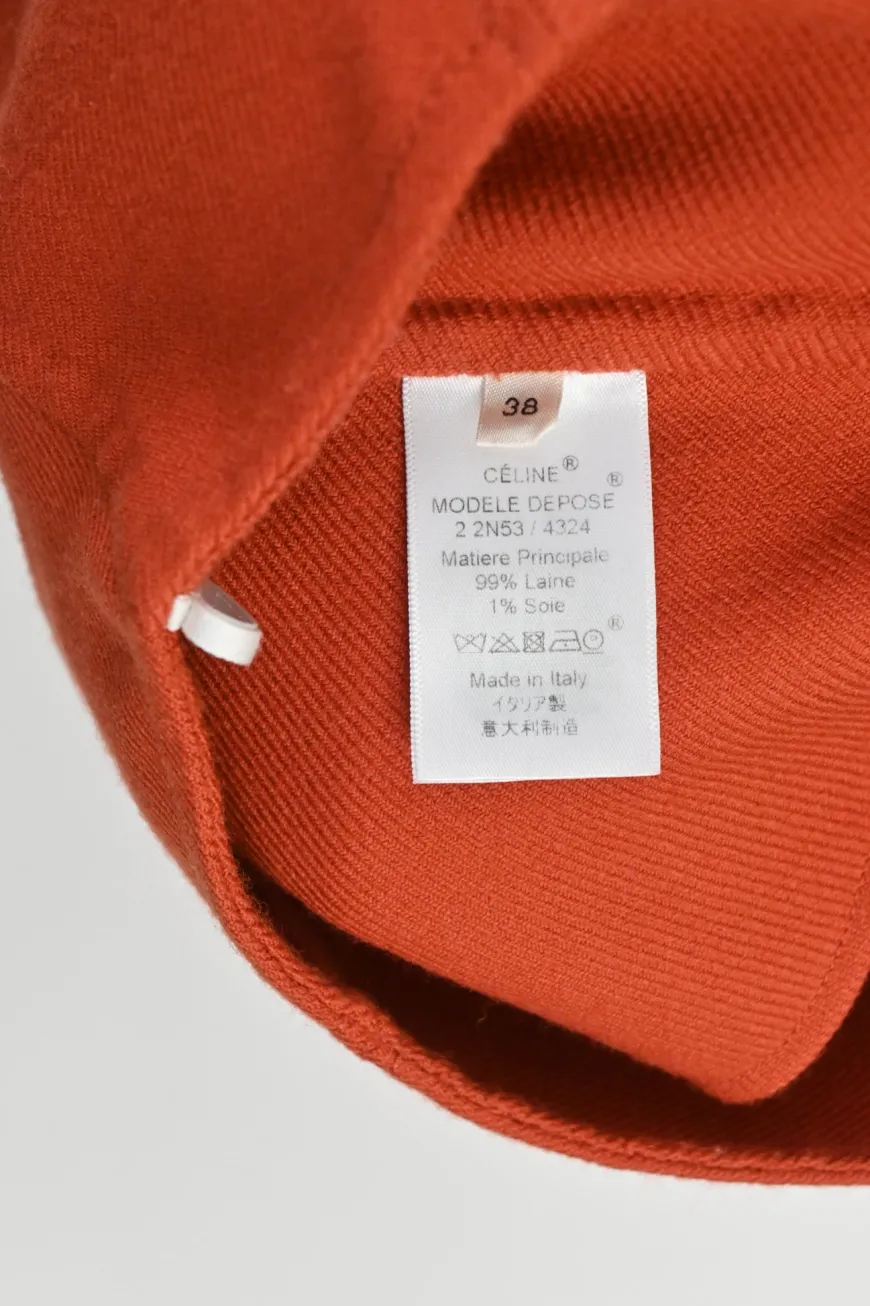 38
CÉLINE®
MODELE DEPOSE®
2 2N53 / 4324
Matiere Principale
99% Laine
1% Soie
®
Made in Italy
イタリア製
意大利制造